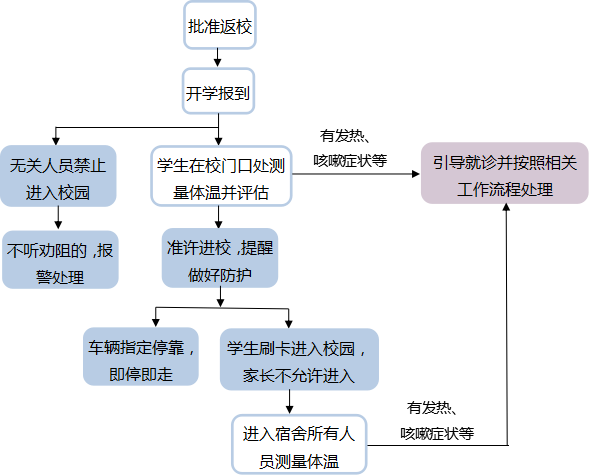 批准返校
开学报到
无关人员禁止
进入校园
学生在校门口处测
量体温并评估
有发热、
咳嗽症状等
引导就诊并按照相关
工作流程处理
不听劝阻的，报
警处理
准许进校，提醒
做好防护
车辆指定停靠，
即停即走
学生刷卡进入校园，
家长不允许进入
进入宿舍所有人
员测量体温
有发热、
咳嗽症状等